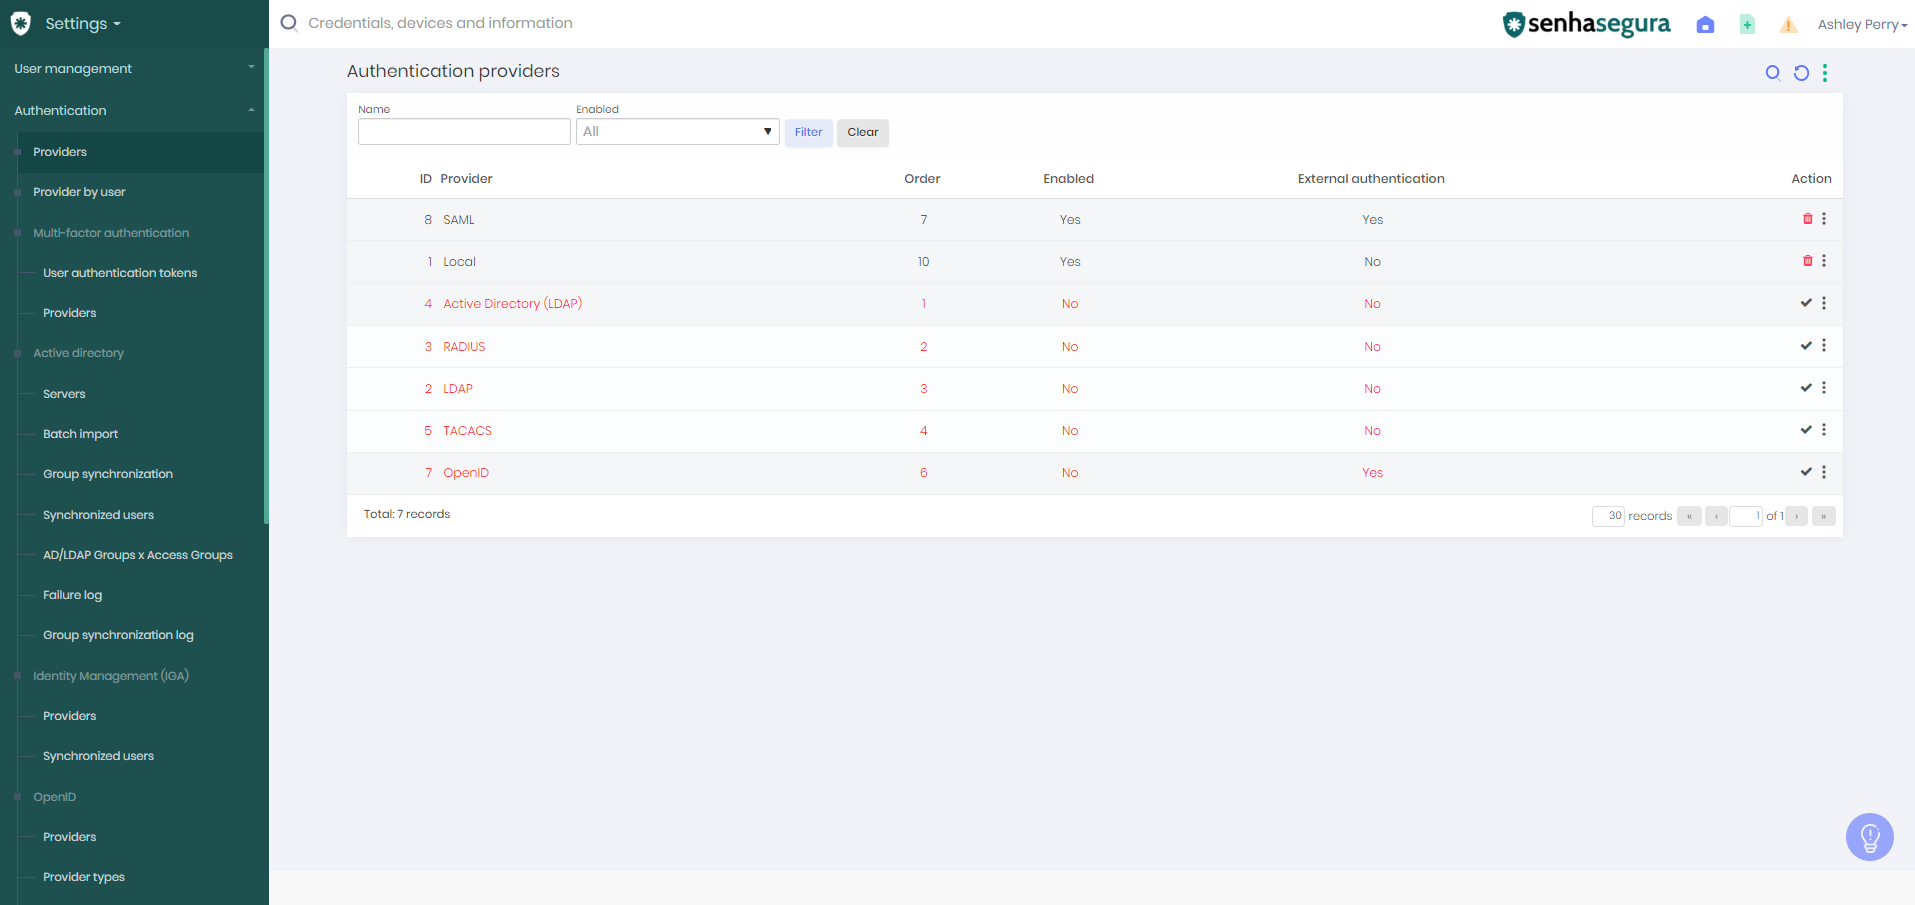 Settings
Credentials, devices and information
senhasegura
Ashley Perry
User management
Authentication
Providers
Provider by user
Multi-factor authentication
User authentication tokens
Providers
Active directory
Servers
Batch import
Group synchronization
Synchronized users
AD/LDAP Groups x Access Groups
Failure log
Group synchronization log
Identity Management (IGA)
Providers
Synchronized users
OpenID
Providers
Provider types
Authentication providers
Name Enabled
All Filter Clear
ID Provider Order Enabled External authentication Action
8 SAML 7 Yes Yes
1 Local 10 Yes No
4 Active Directory (LDAP) 1 No No
3 RADIUS 2 No No
2 LDAP 3 No No
5 TACACS 4 No No
7 OpenID 6 No Yes
Total: 7 records
30 records « ‹ 1 of 1 › »